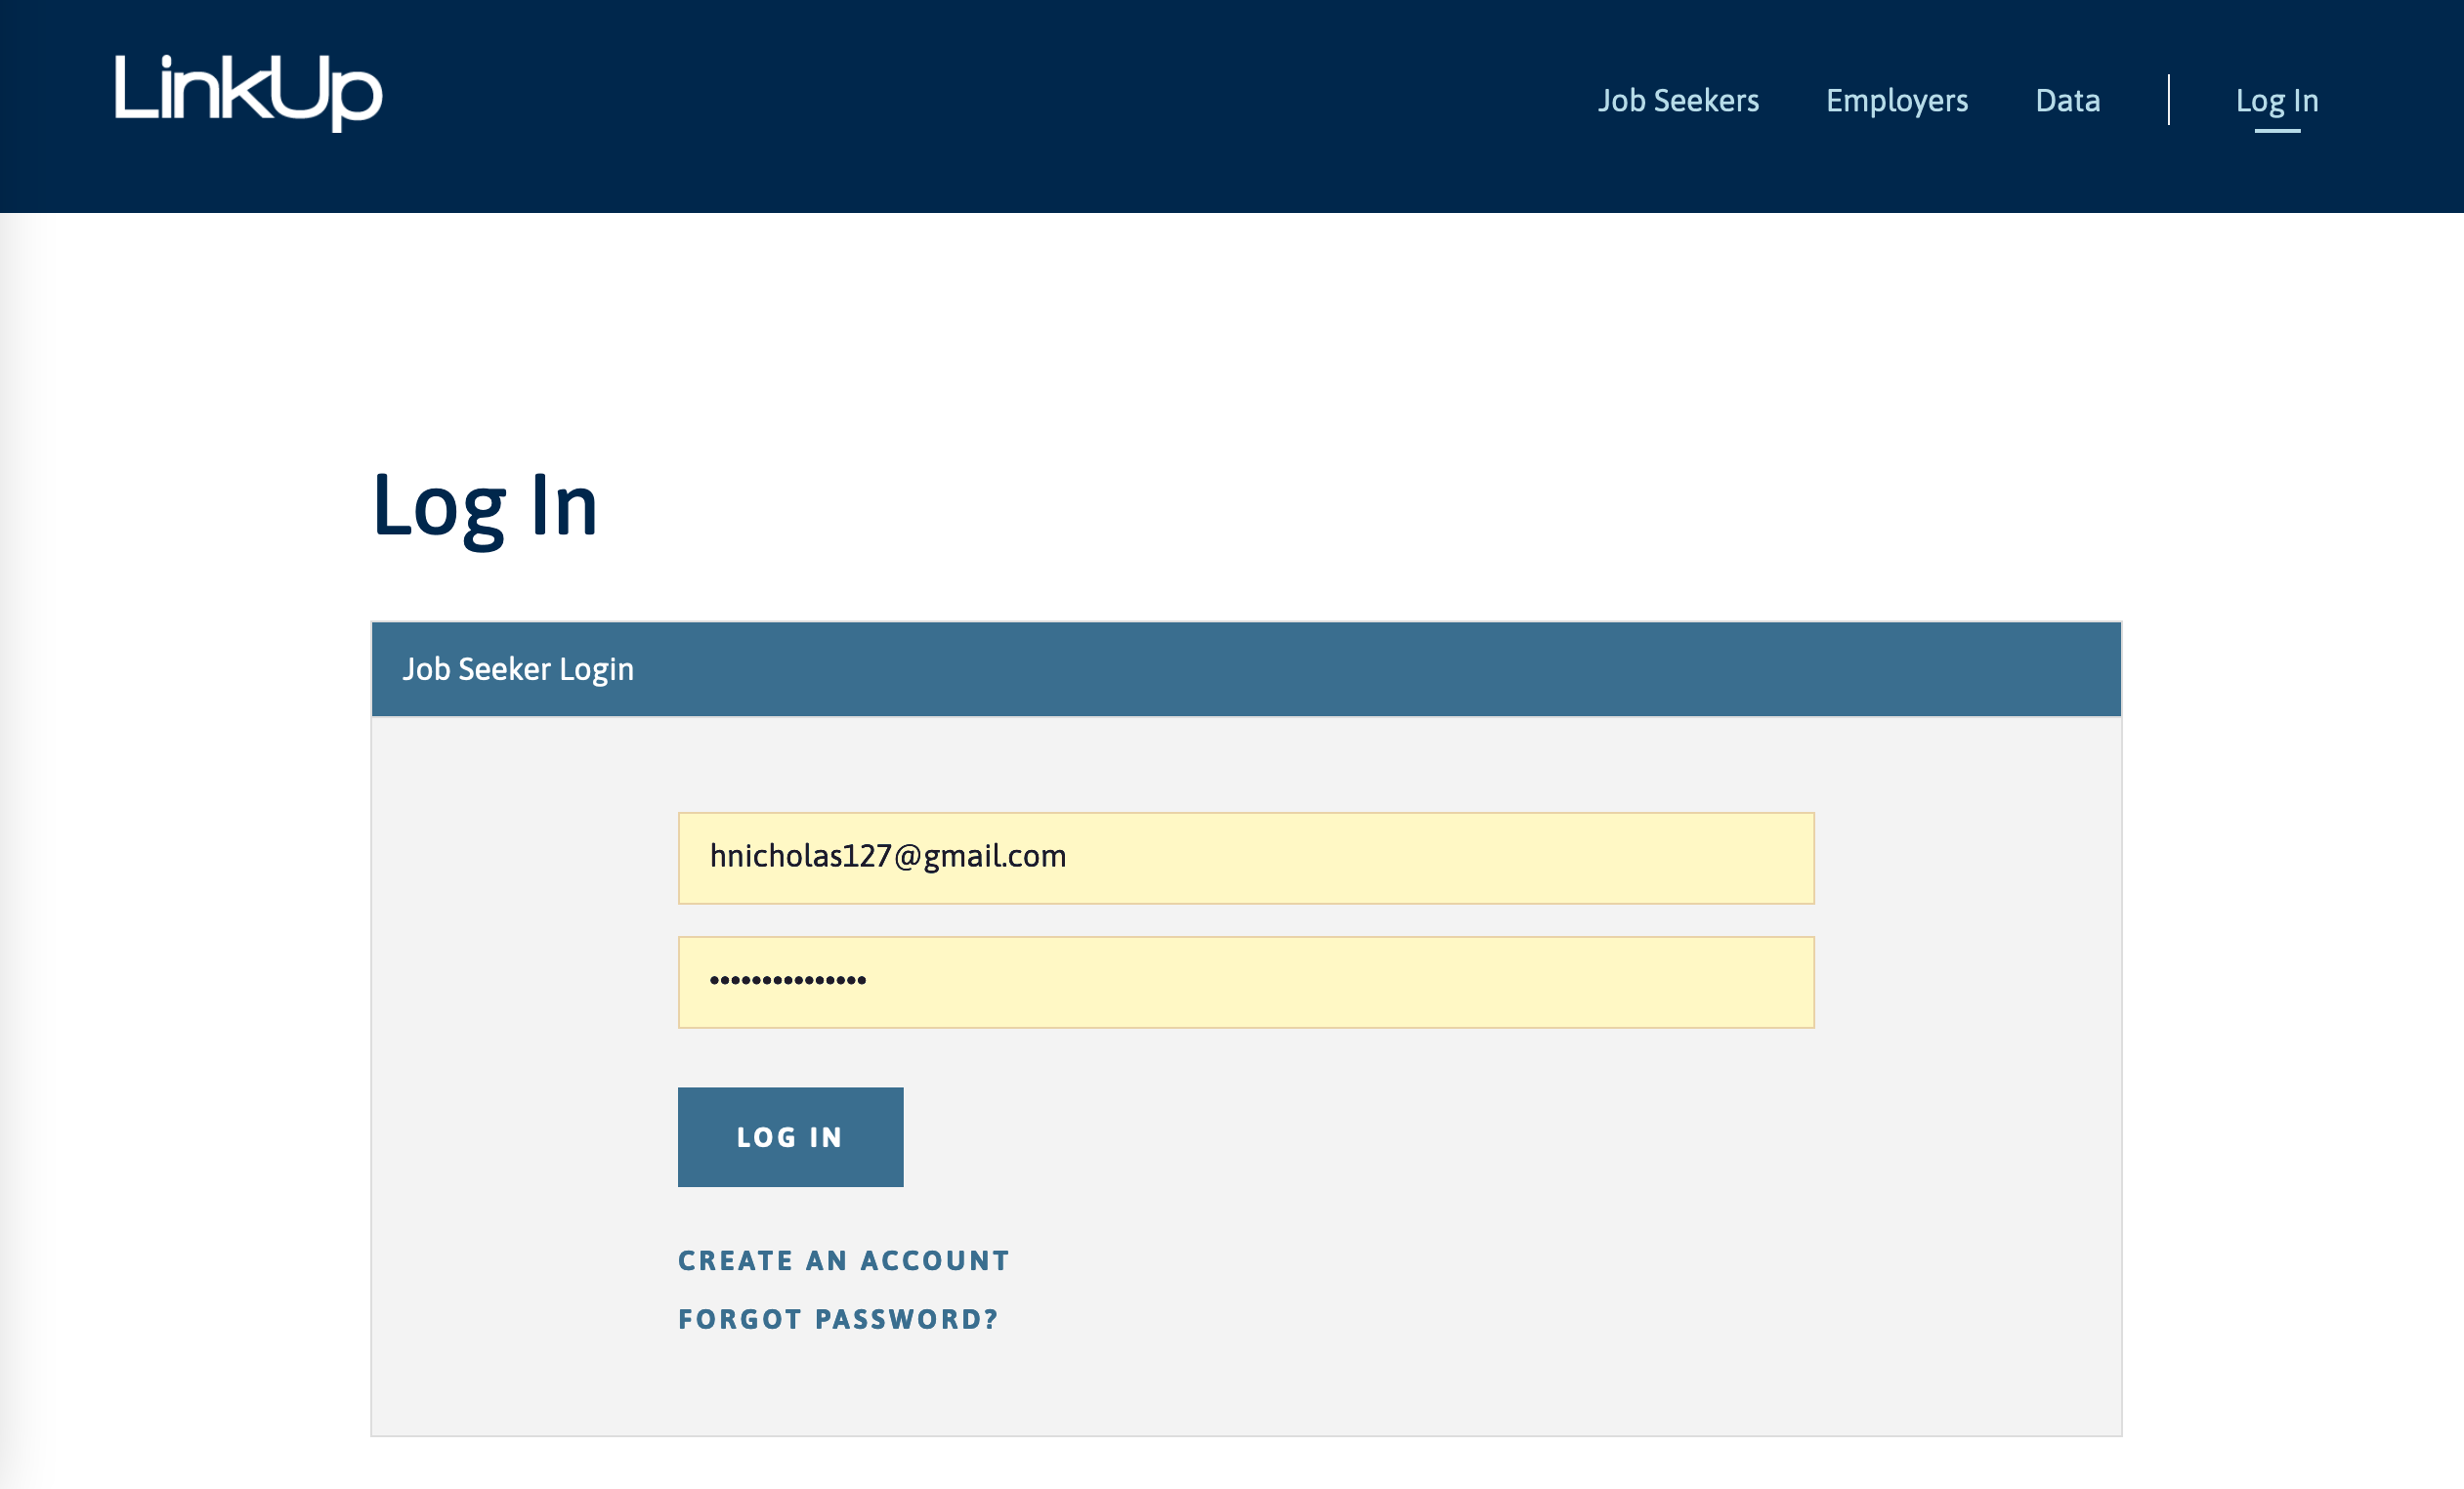 LinkUp
Job Seekers Employers Data Log In
Log In
Job Seeker Login
hnicholas127@gmail.com
•••••••••••••••
LOG IN
CREATE AN ACCOUNT
FORGOT PASSWORD?